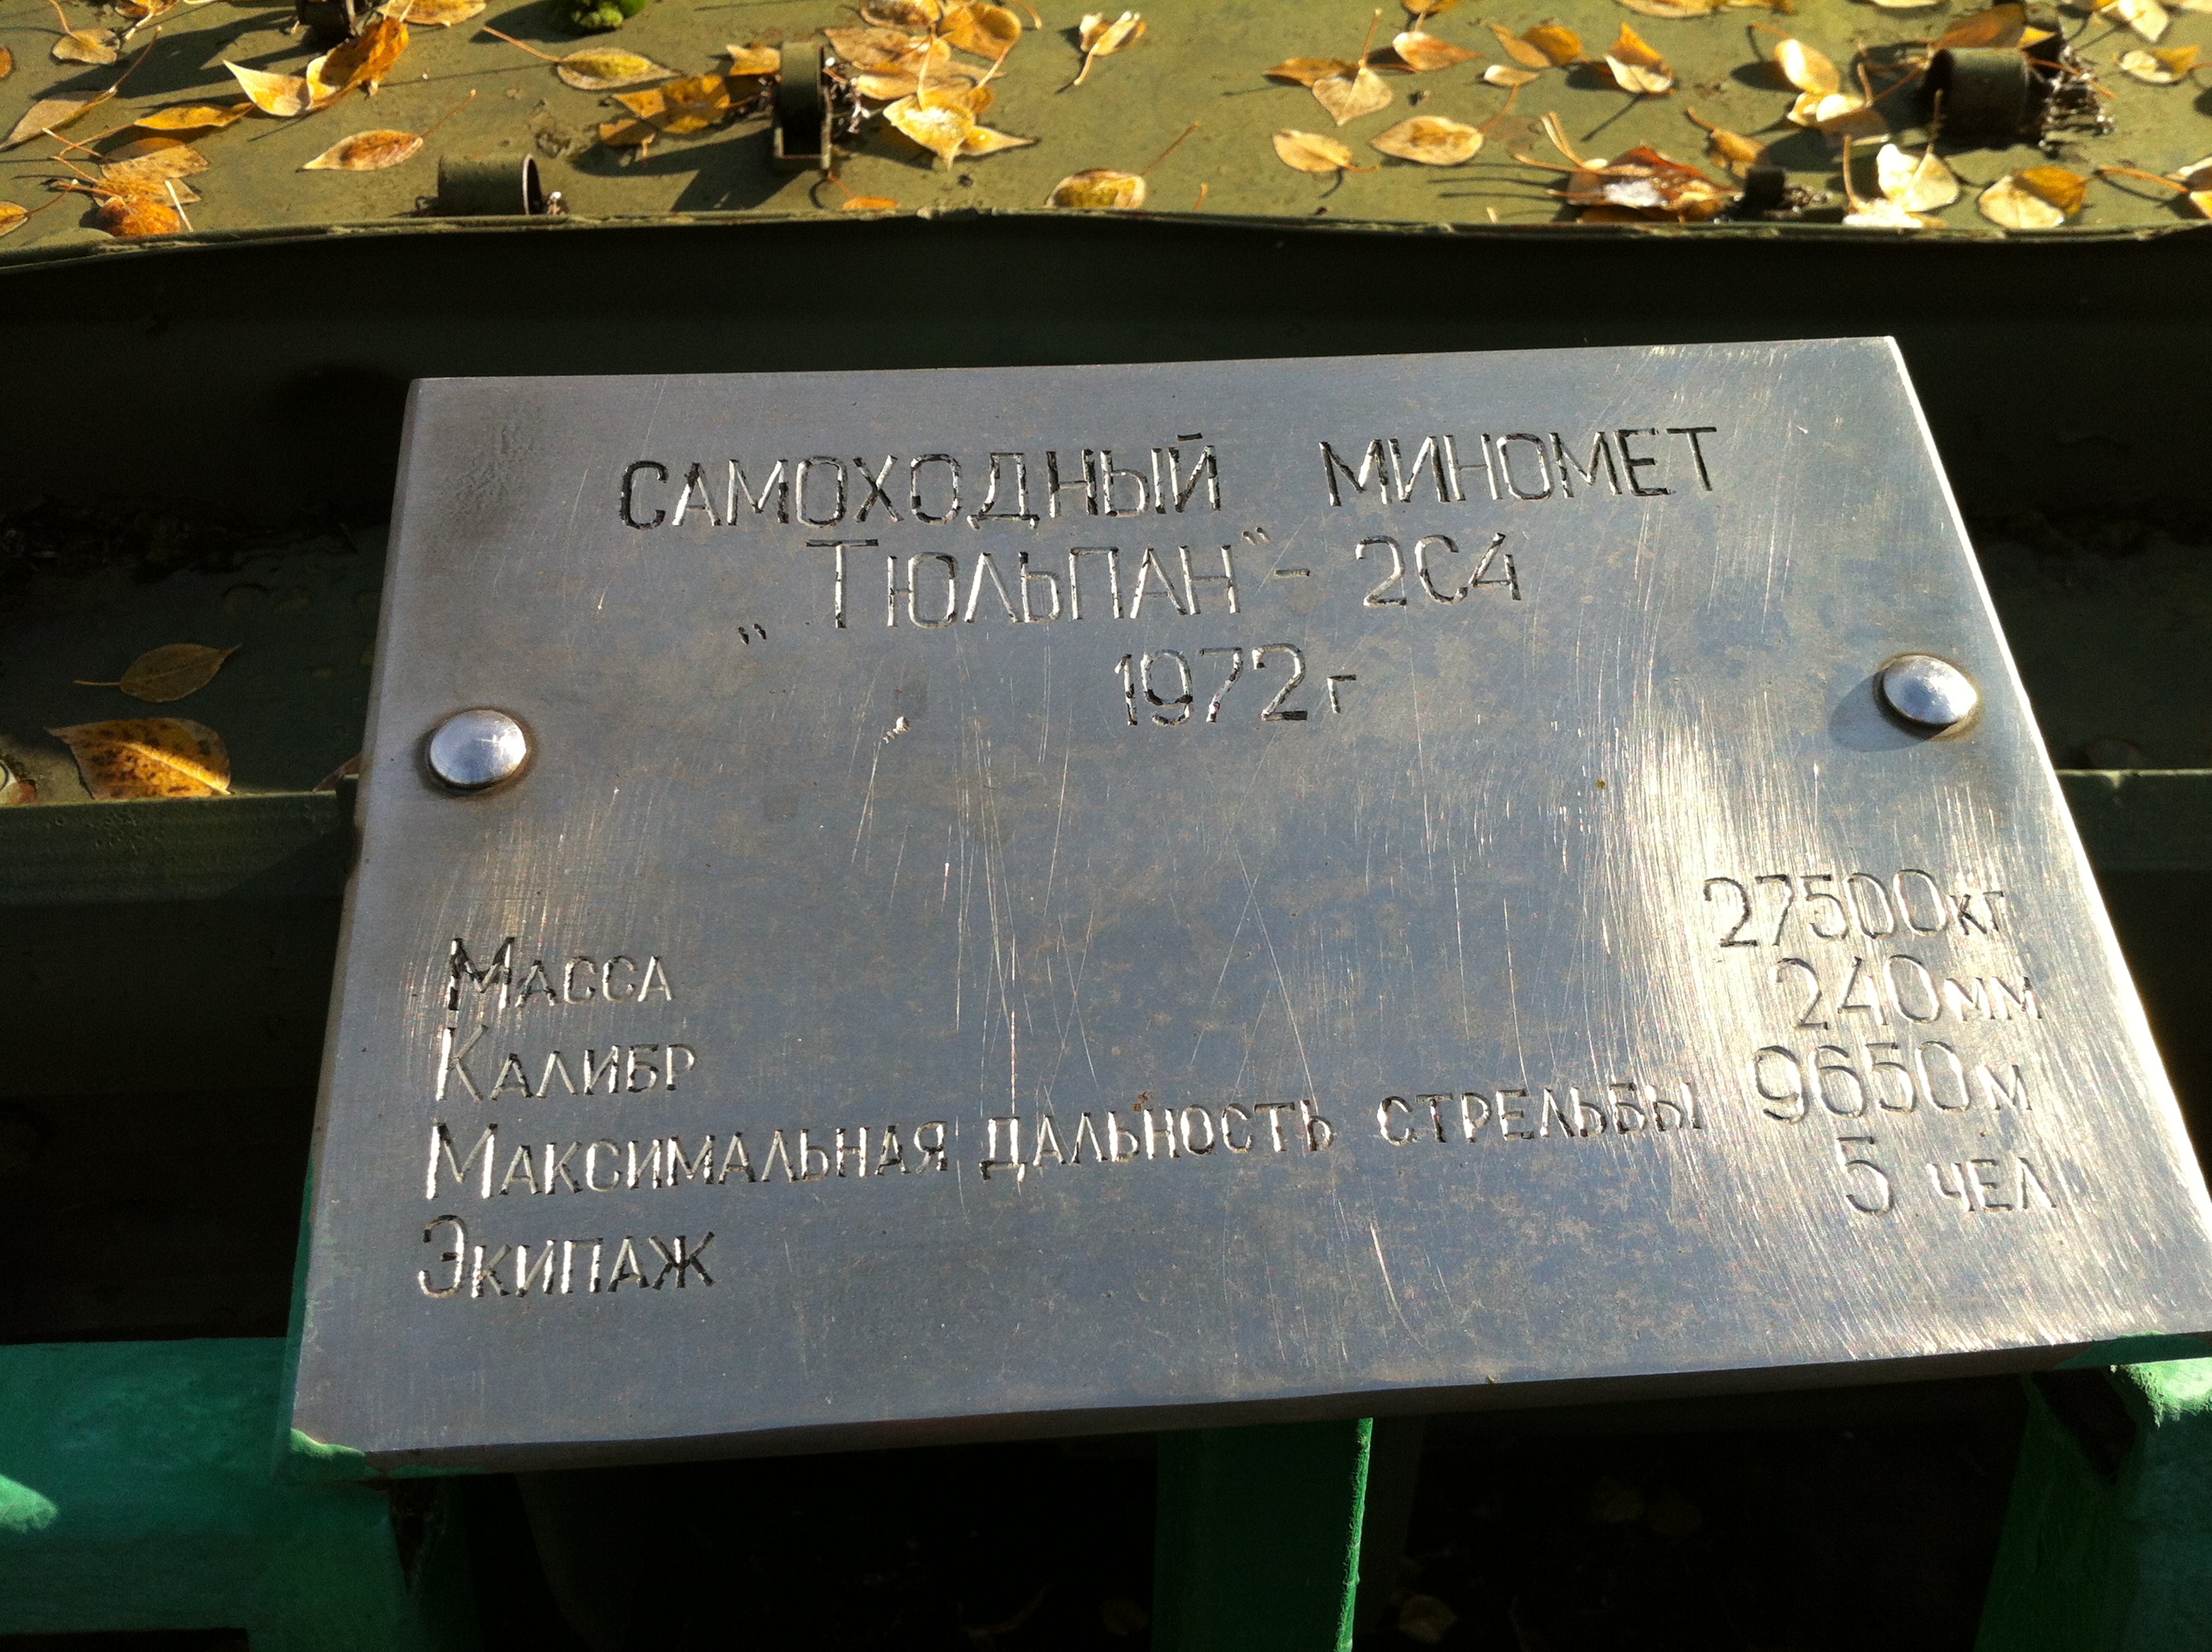 САМОХОДНЫЙ МИНОМЕТ
„Тюльпан“ - 2С4
1972 г
Масса 27500кг
Калибр 240мм
Максимальная дальность стрельбы 9650м
Экипаж 5 чел